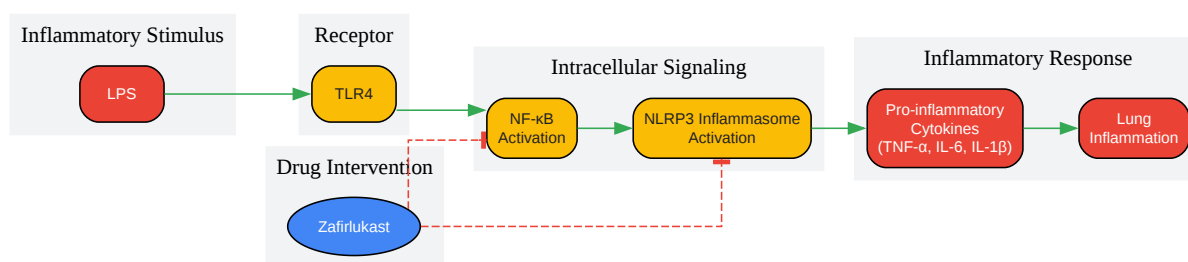 Inflammatory Stimulus
LPS
Receptor
TLR4
Intracellular Signaling
NF-κB
Activation
NLRP3 Inflammasome
Activation
Inflammatory Response
Pro-inflammatory
Cytokines
(TNF-α, IL-6, IL-1β)
Lung
Inflammation
Drug Intervention
Zafirlukast